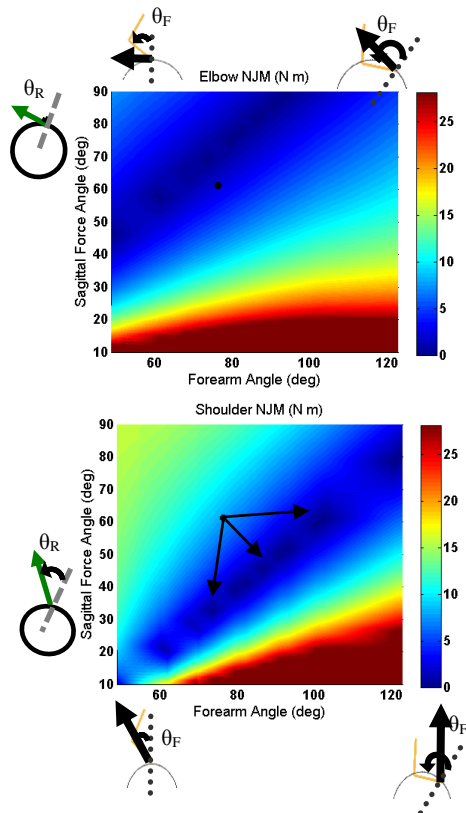 θF
θF
Elbow NJM (N m)
θR
90
80
70
60
50
40
30
20
10
Sagittal Force Angle (deg)
60 80 100 120
Forearm Angle (deg)
25
20
15
10
5
0
Shoulder NJM (N m)
θR
90
80
70
60
50
40
30
20
10
Sagittal Force Angle (deg)
60 80 100 120
Forearm Angle (deg)
25
20
15
10
5
0
θF
θF